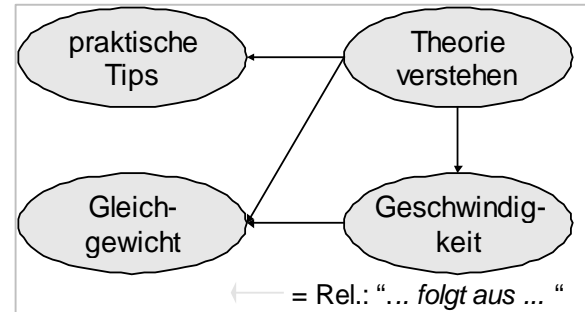 praktische
Tips
Theorie
verstehen
Gleich-
gewicht
Geschwindig-
keit
= Rel.: “... folgt aus ... “